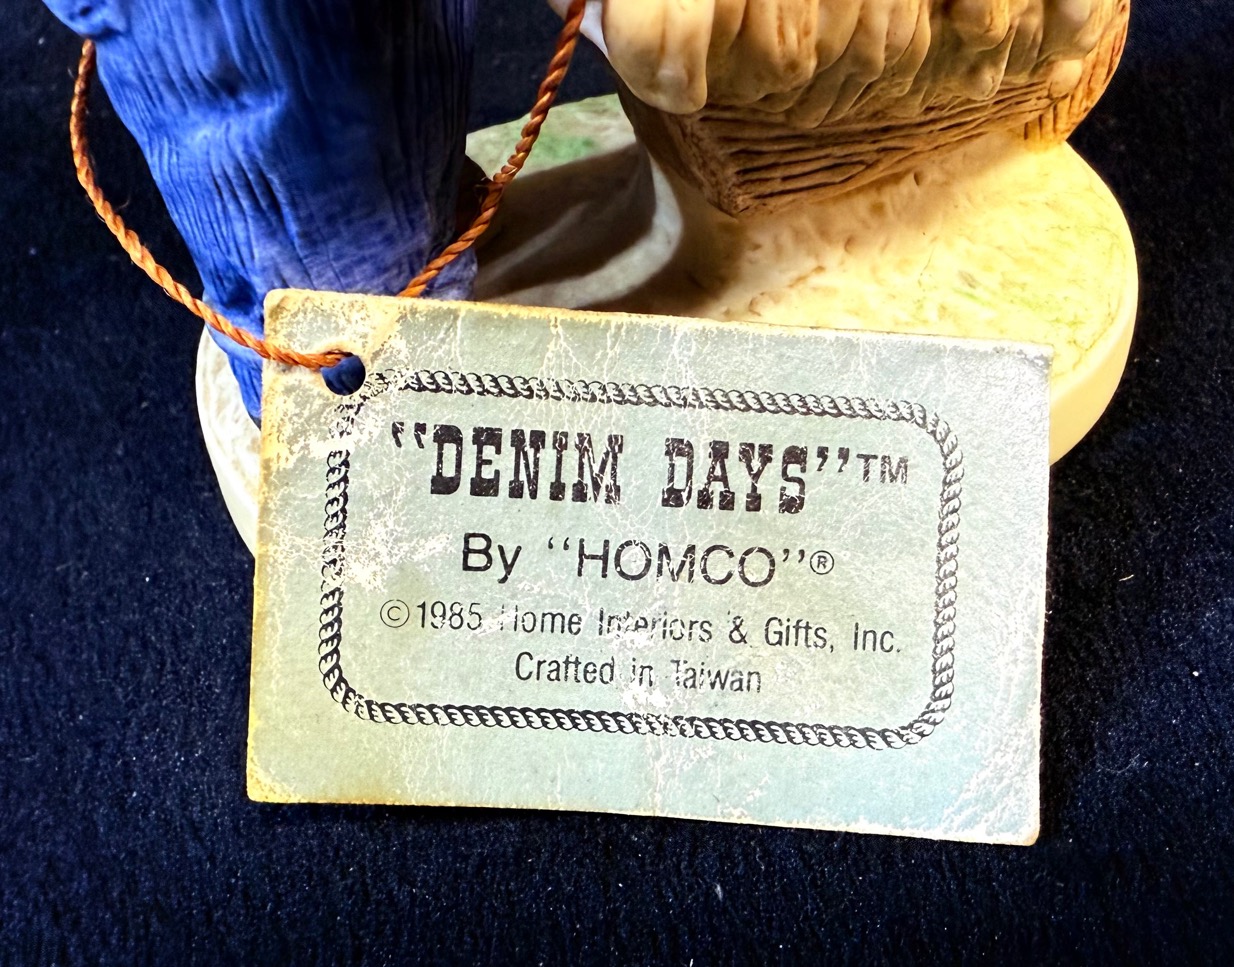 “DENIM DAYS”™
By “HOMCO”®
©1985 Home Interiors & Gifts, Inc.
Crafted in Taiwan